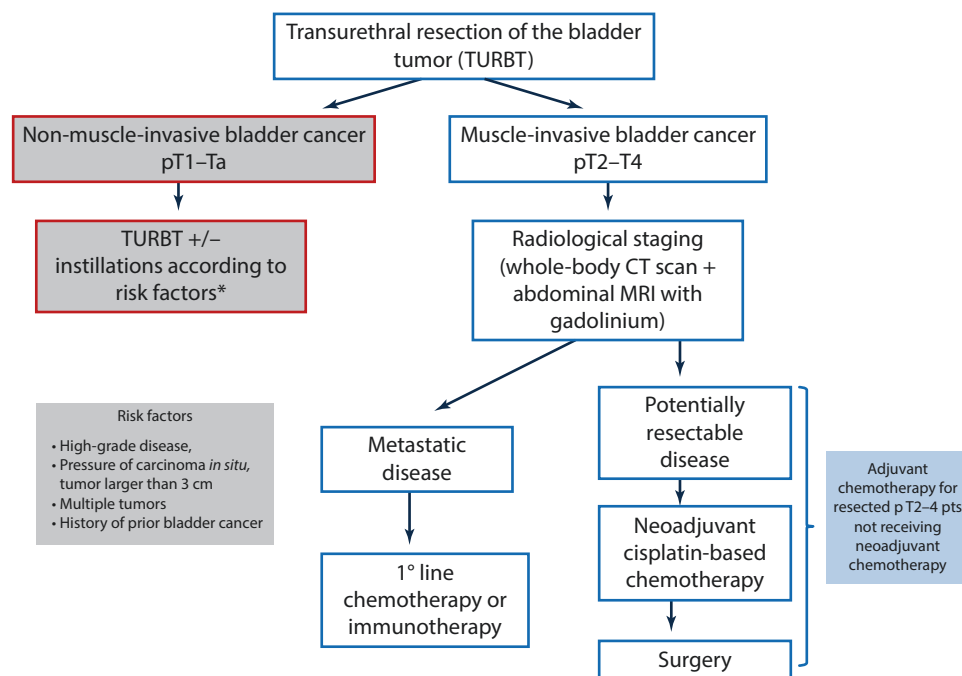 Transurethral resection of the bladder
tumor (TURBT)
Non-muscle-invasive bladder cancer
pT1–Ta
Muscle-invasive bladder cancer
pT2–T4
TURBT +/–
instillations according to
risk factors*
Radiological staging
(whole-body CT scan +
abdominal MRI with
gadolinium)
Risk factors
• High-grade disease,
• Pressure of carcinoma in situ,
tumor larger than 3 cm
• Multiple tumors
• History of prior bladder cancer
Metastatic
disease
1° line
chemotherapy or
immunotherapy
Potentially
resectable
disease
Neoadjuvant
cisplatin-based
chemotherapy
Surgery
Adjuvant
chemotherapy for
resected p T2–4 pts
not receiving
neoadjuvant
chemotherapy